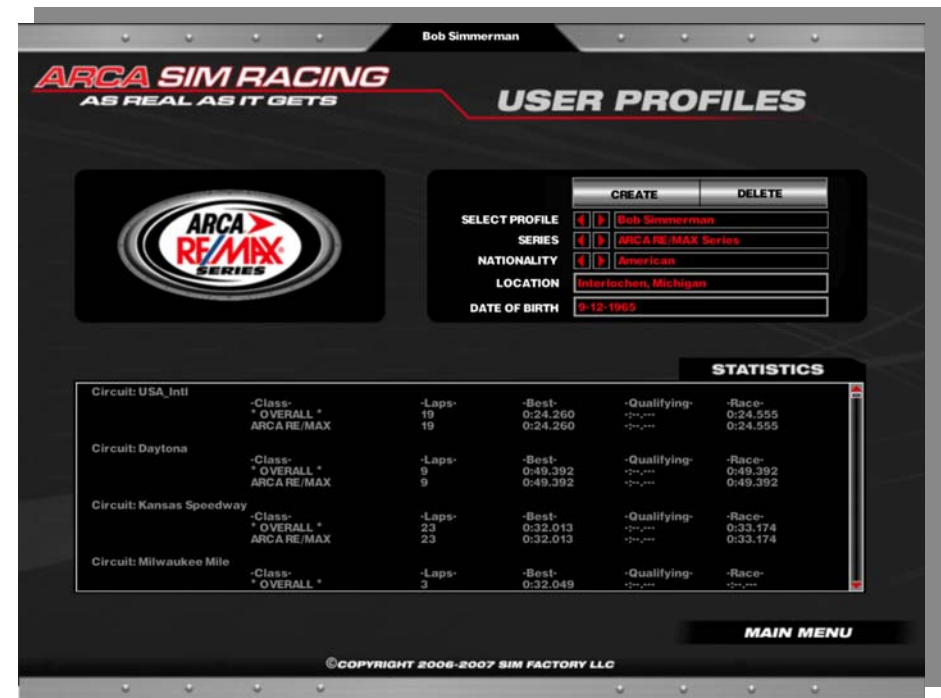 Bob Simmerman
ARCA SIM RACING
AS REAL AS IT GETS
USER PROFILES
ARCA
RE/MAX
SERIES
CREATE DELETE
SELECT PROFILE Bob Simmerman
SERIES ARCA RE/MAX Series
NATIONALITY American
LOCATION Interlochen, Michigan
DATE OF BIRTH 9-12-1965
STATISTICS
Circuit: USA_Intl
-Class- -Laps- -Best- -Qualifying- -Race-
* OVERALL * 19 0:24.260 -:--.--- 0:24.555
ARCA RE/MAX 19 0:24.260 -:--.--- 0:24.555
Circuit: Daytona
-Class- -Laps- -Best- -Qualifying- -Race-
* OVERALL * 9 0:49.392 -:--.--- 0:49.392
ARCA RE/MAX 9 0:49.392 -:--.--- 0:49.392
Circuit: Kansas Speedway
-Class- -Laps- -Best- -Qualifying- -Race-
* OVERALL * 23 0:32.013 -:--.--- 0:33.174
ARCA RE/MAX 23 0:32.013 -:--.--- 0:33.174
Circuit: Milwaukee Mile
-Class- -Laps- -Best- -Qualifying- -Race-
* OVERALL * 3 0:32.049 -:--.--- -:--.---
MAIN MENU
©COPYRIGHT 2006-2007 SIM FACTORY LLC